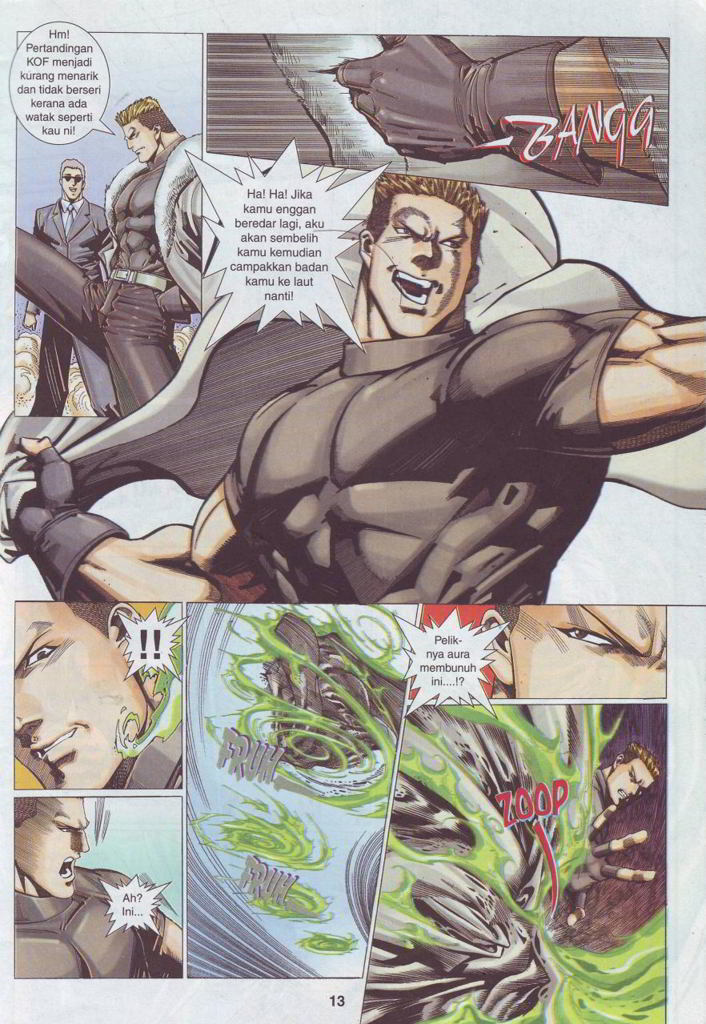 Hm!
Pertandingan
KOF menjadi
kurang menarik
dan tidak berseri
kerana ada
watak seperti
kau ni!
BANGG
Ha! Ha! Jika
kamu enggan
beredar lagi, aku
akan sembelih
kamu kemudian
campakkan badan
kamu ke laut
nanti!
!!
FRUH
FRUH
Pelik-
nya aura
membunuh
ini....!?
ZOOP
Ah?
Ini...
13